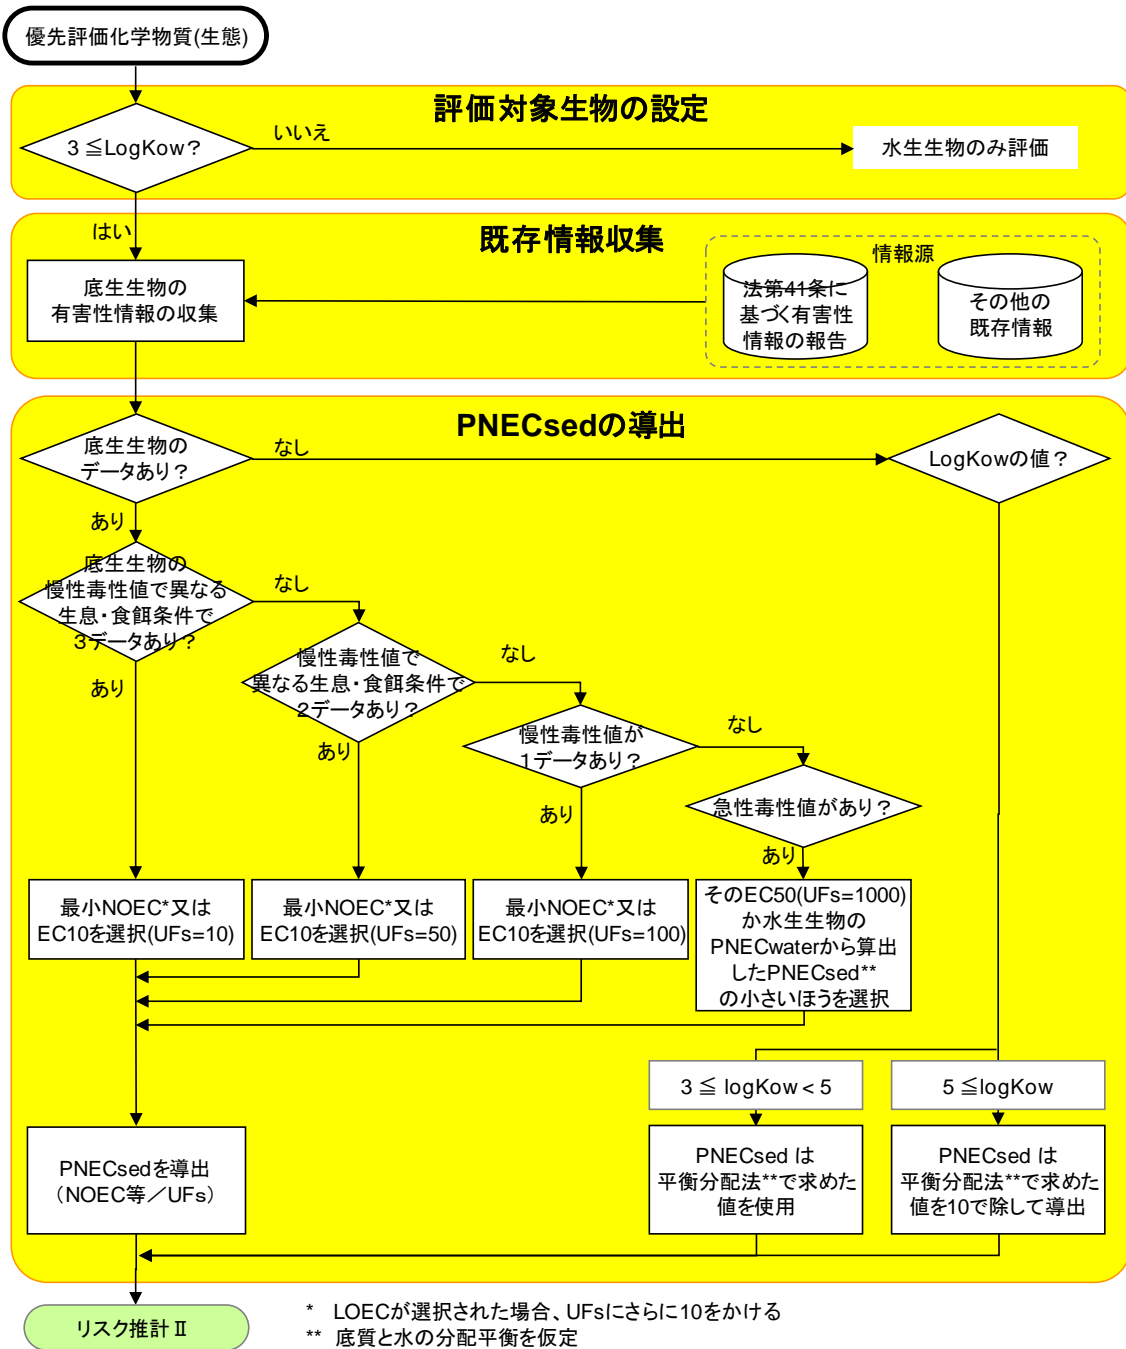 優先評価化学物質(生態)
評価対象生物の設定
3 ≦LogKow?
いいえ
水生生物のみ評価
はい
既存情報収集
底生生物の
有害性情報の収集
情報源
法第41条に
基づく有害性
情報の報告
その他の
既存情報
PNECsedの導出
底生生物の
データあり?
なし
LogKowの値?
あり
底生生物の
慢性毒性値で異なる
生息・食餌条件で
3データあり?
なし
慢性毒性値で
異なる生息・食餌条件で
2データあり?
なし
慢性毒性値が
1データあり?
なし
急性毒性値があり?
あり
あり
あり
あり
最小NOEC*又は
EC10を選択(UFs=10)
最小NOEC*又は
EC10を選択(UFs=50)
最小NOEC*又は
EC10を選択(UFs=100)
そのEC50(UFs=1000)
か水生生物の
PNECwaterから算出
したPNECsed**
の小さいほうを選択
3 ≦ logKow < 5
5 ≦logKow
PNECsedを導出
(NOEC等/UFs)
PNECsed は
平衡分配法**で求めた
値を使用
PNECsed は
平衡分配法**で求めた
値を10で除して導出
リスク推計Ⅱ
* LOECが選択された場合、UFsにさらに10をかける
** 底質と水の分配平衡を仮定